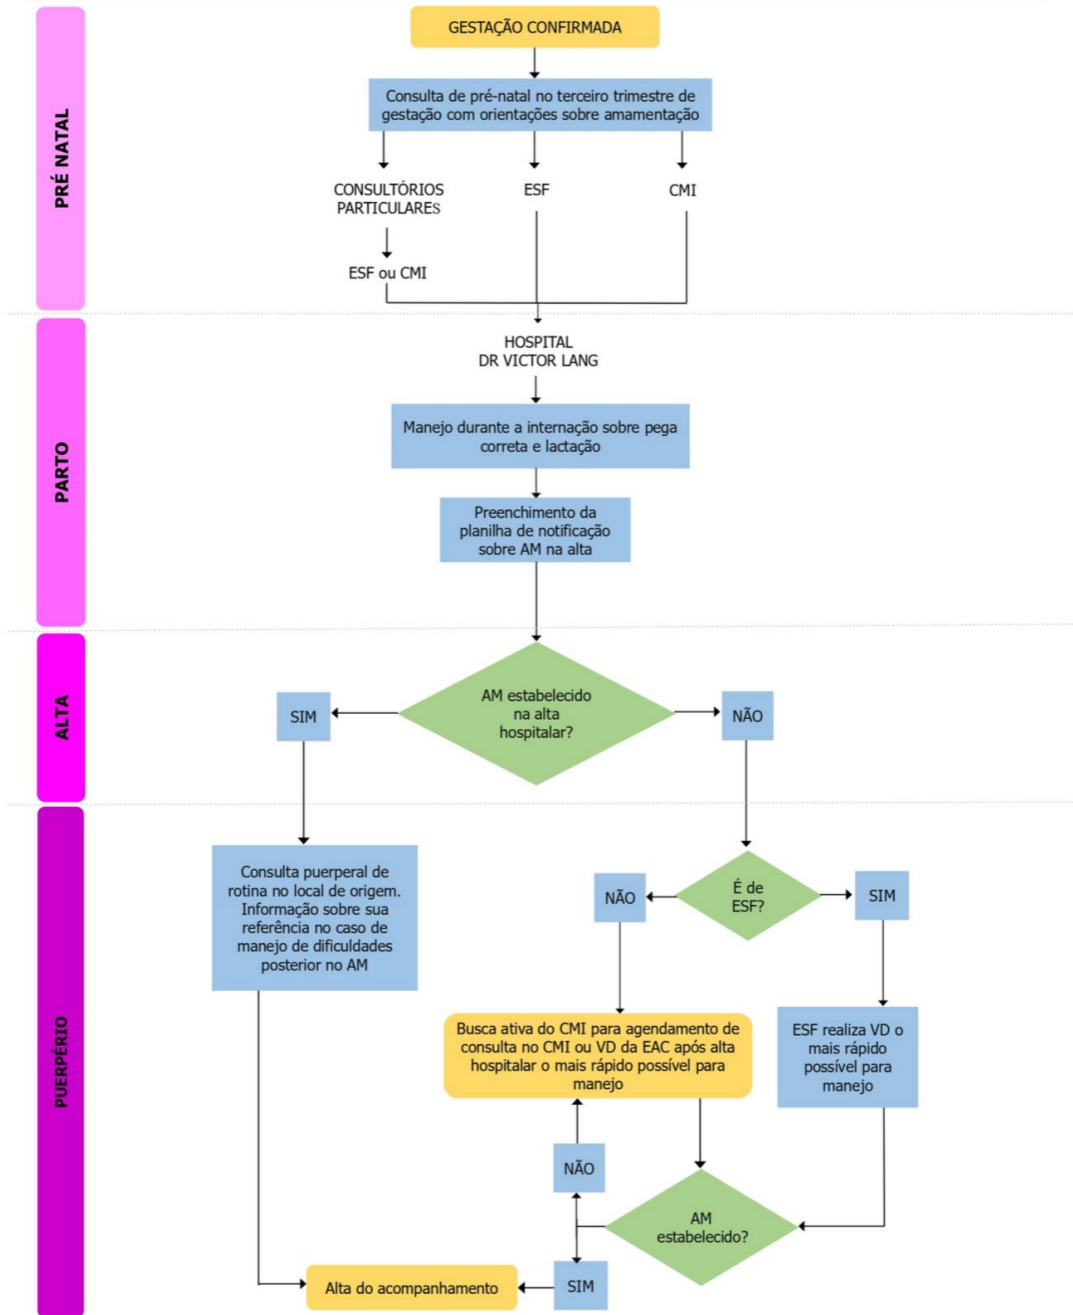 PRÉ NATAL
GESTAÇÃO CONFIRMADA
Consulta de pré-natal no terceiro trimestre de
gestação com orientações sobre amamentação
CONSULTÓRIOS
PARTICULARES
ESF
CMI
ESF ou CMI
PARTO
HOSPITAL
DR VICTOR LANG
Manejo durante a internação sobre pega
correta e lactação
Preenchimento da
planilha de notificação
sobre AM na alta
ALTA
AM estabelecido
na alta
hospitalar?
SIM
NÃO
PUERPÉRIO
Consulta puerperal de
rotina no local de origem.
Informação sobre sua
referência no caso de
manejo de dificuldades
posterior no AM
É de
ESF?
NÃO
SIM
Busca ativa do CMI para agendamento de
consulta no CMI ou VD da EAC após alta
hospitalar o mais rápido possível para
manejo
ESF realiza VD o
mais rápido
possível para
manejo
NÃO
AM
estabelecido?
SIM
Alta do acompanhamento